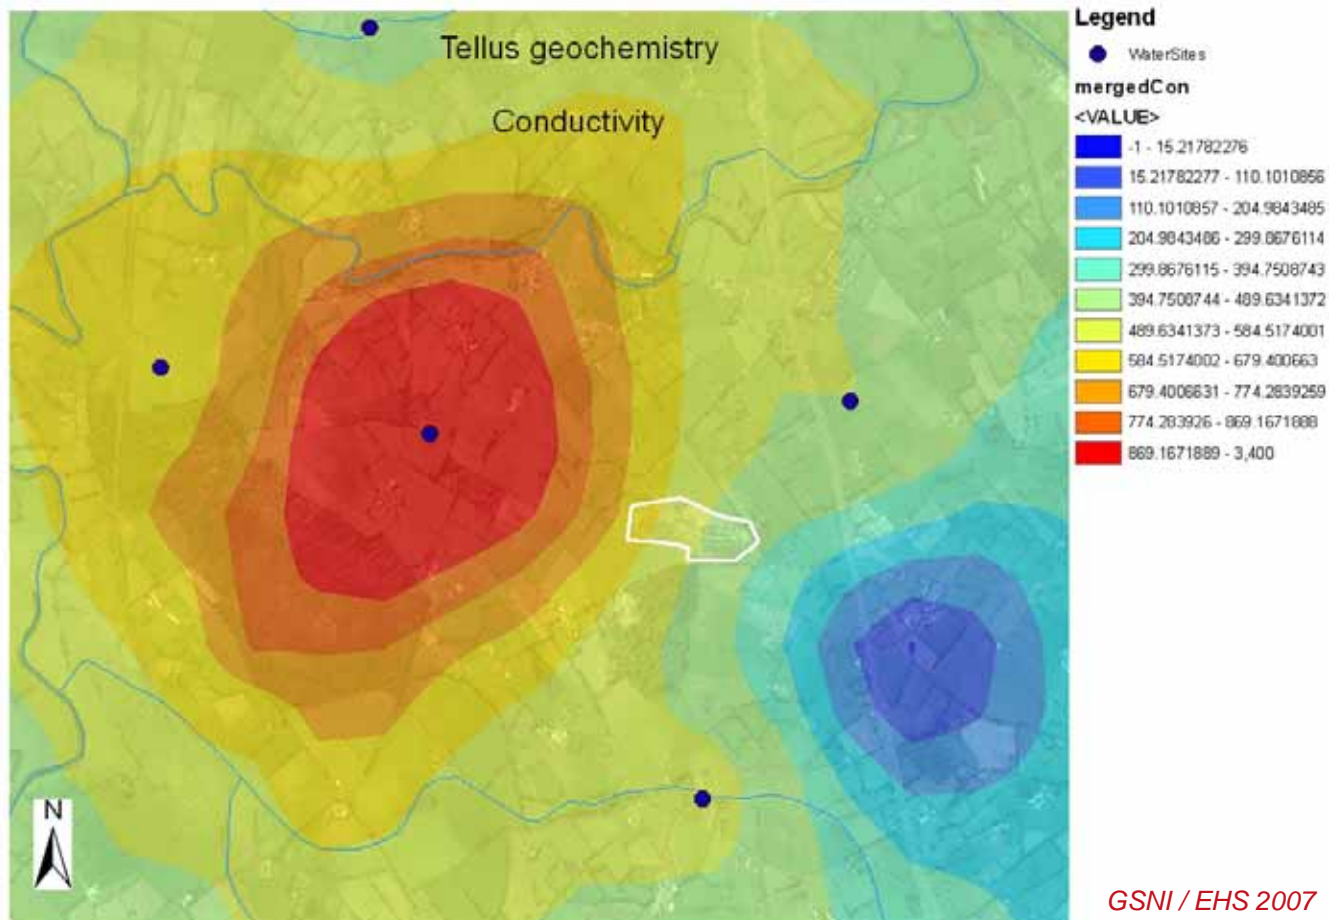 Tellus geochemistry
Conductivity
N
Legend
WaterSites
mergedCon
<VALUE>
-1 - 15.21782276
15.21782277 - 110.1010856
110.1010857 - 204.9843485
204.9843486 - 299.8676114
299.8676115 - 394.7508743
394.7508744 - 489.6341372
489.6341373 - 584.5174001
584.5174002 - 679.400663
679.4006631 - 774.2839259
774.283926 - 869.1671888
869.1671889 - 3,400
GSNI / EHS 2007